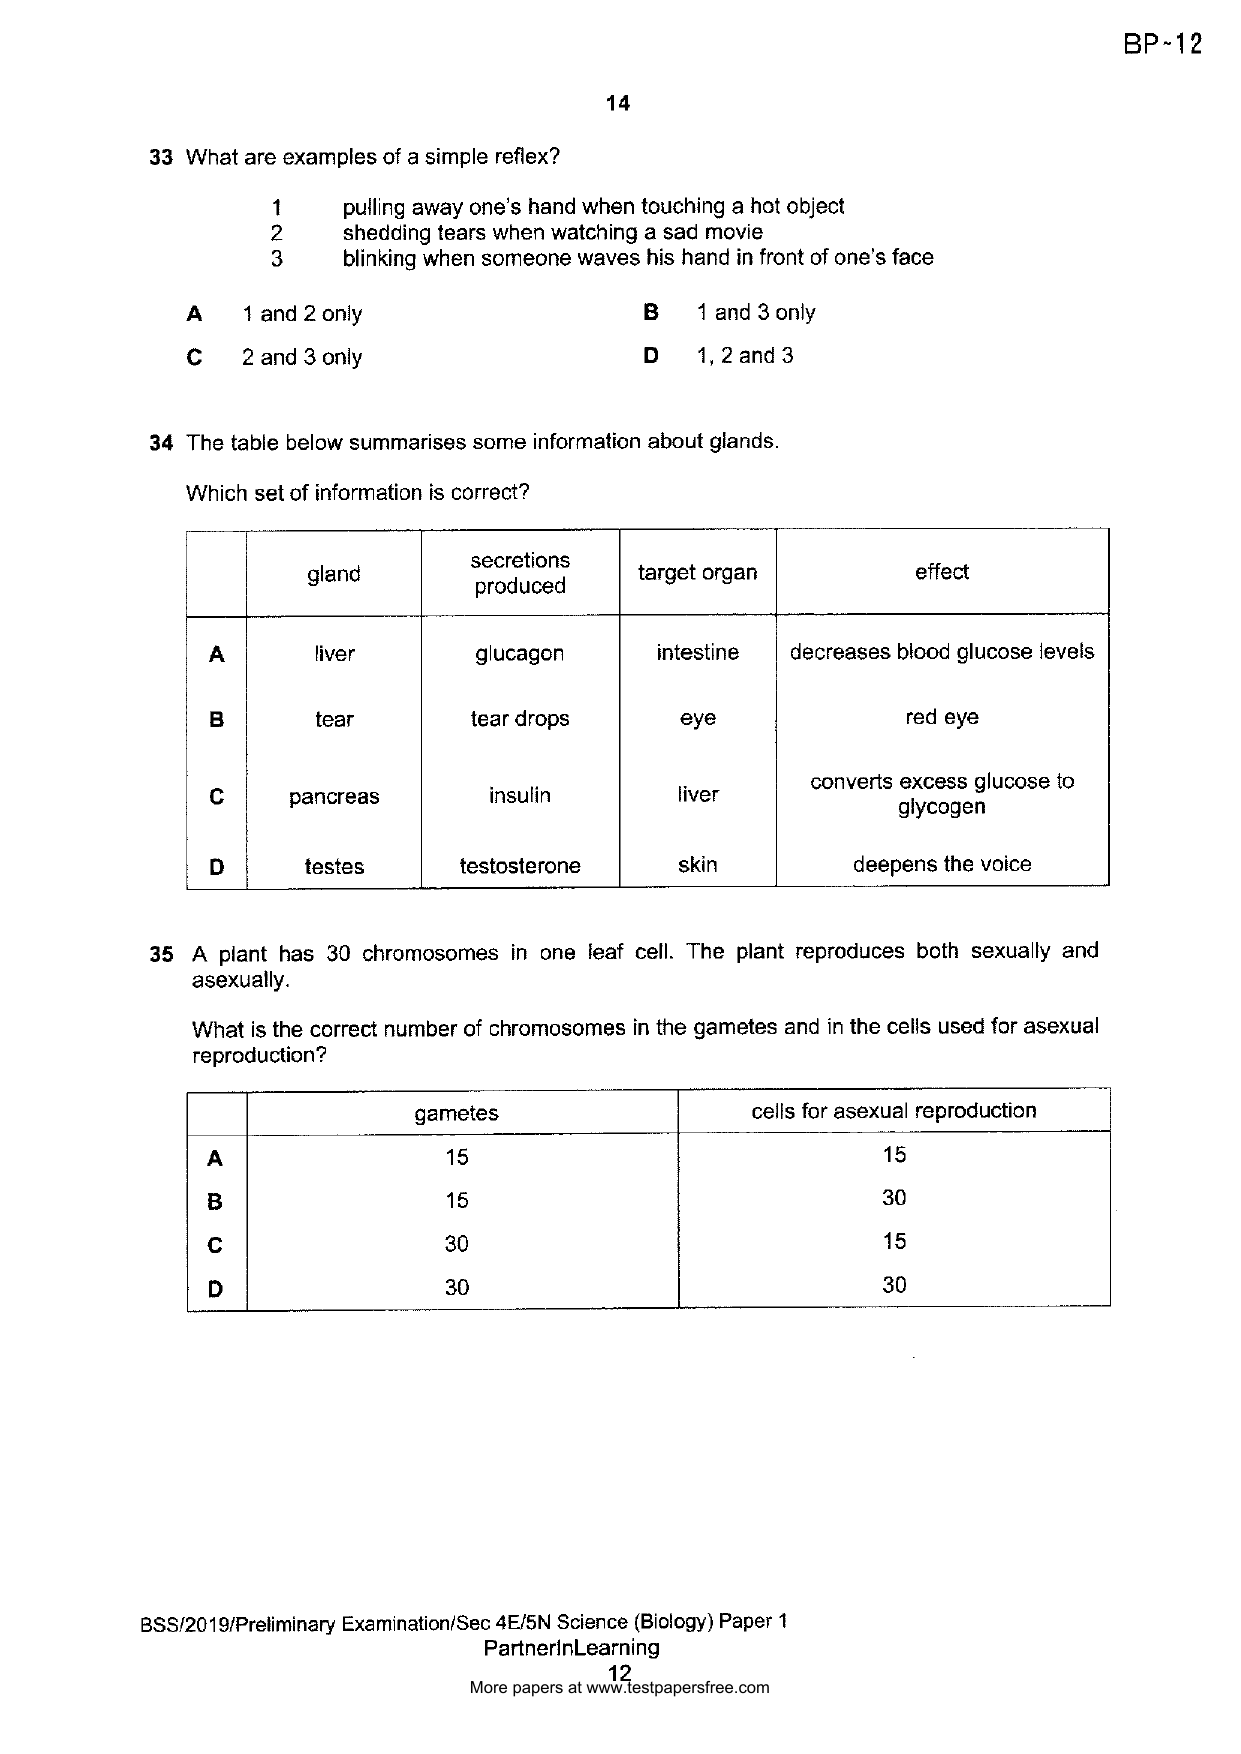 BP-12
14
33 What are examples of a simple reflex?
1 pulling away one's hand when touching a hot object
2 shedding tears when watching a sad movie
3 blinking when someone waves his hand in front of one's face
A 1 and 2 only B 1 and 3 only
C 2 and 3 only D 1, 2 and 3
34 The table below summarises some information about glands.
Which set of information is correct?
gland secretions produced target organ effect
A liver glucagon intestine decreases blood glucose levels
B tear tear drops eye red eye
C pancreas insulin liver converts excess glucose to glycogen
D testes testosterone skin deepens the voice
35 A plant has 30 chromosomes in one leaf cell. The plant reproduces both sexually and
asexually.
What is the correct number of chromosomes in the gametes and in the cells used for asexual
reproduction?
gametes cells for asexual reproduction
A 15 15
B 15 30
C 30 15
D 30 30
BSS/2019/Preliminary Examination/Sec 4E/5N Science (Biology) Paper 1
PartnerInLearning
12
More papers at www.testpapersfree.com